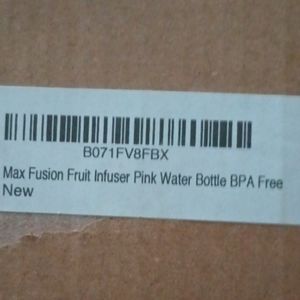 B071FV8FBX
Max Fusion Fruit Infuser Pink Water Bottle BPA Free
New